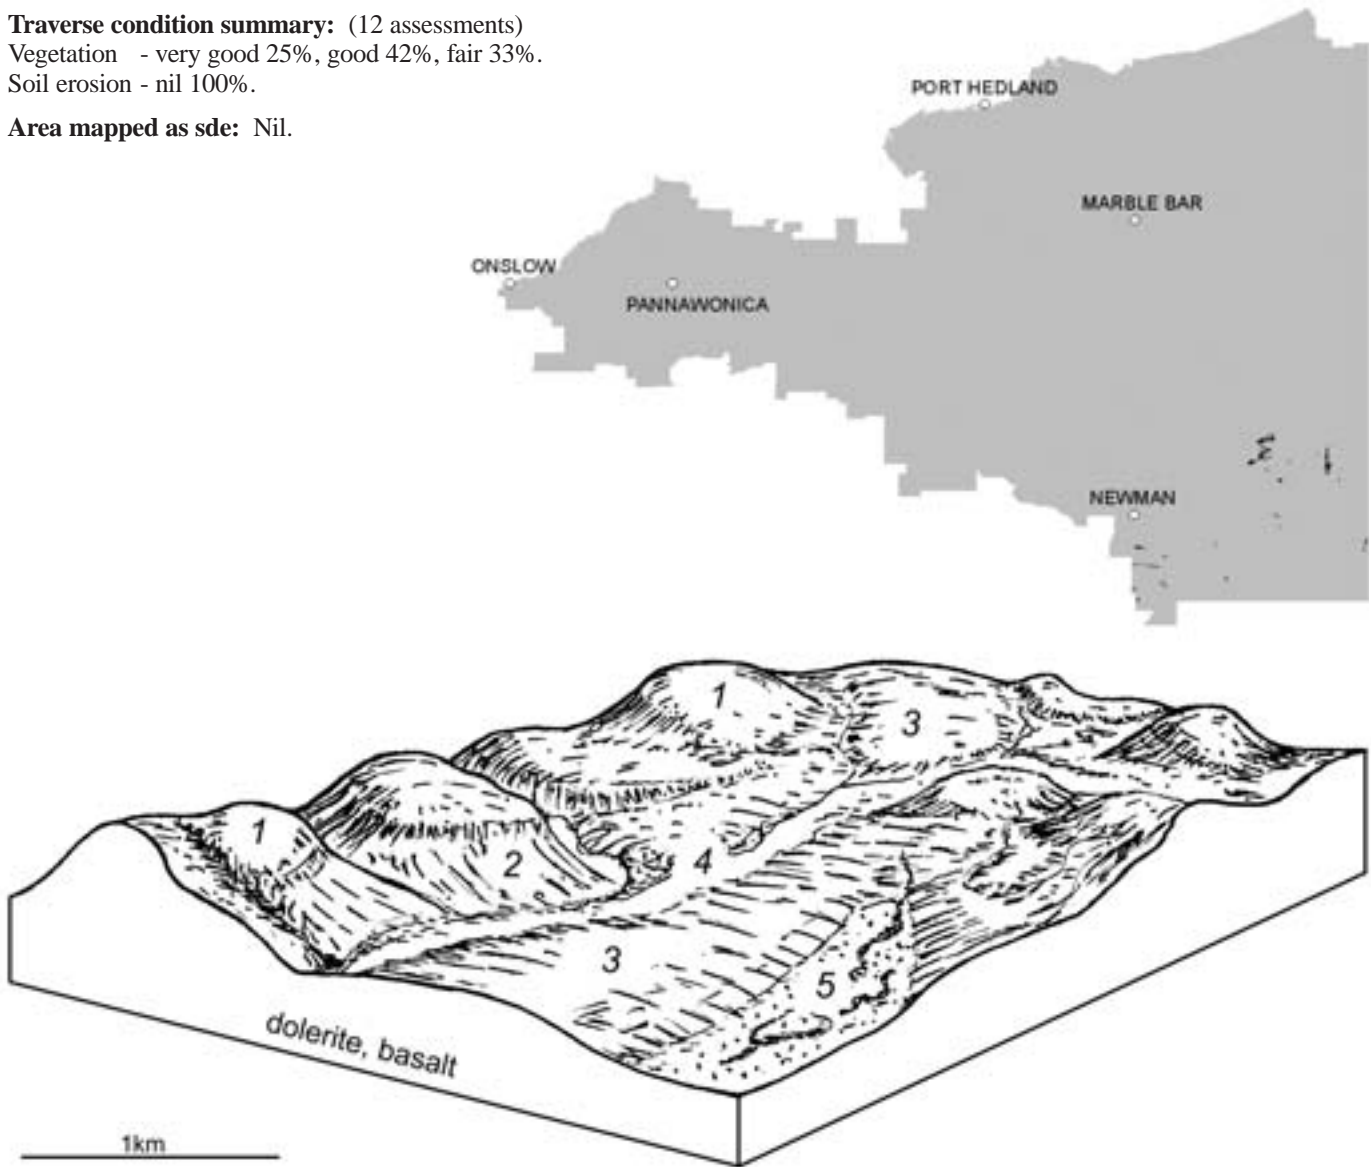 Traverse condition summary: (12 assessments)
Vegetation - very good 25%, good 42%, fair 33%.
Soil erosion - nil 100%.
Area mapped as sde: Nil.
PORT HEDLAND
MARBLE BAR
ONSLOW
PANNAWONICA
NEWMAN
1
3
1
2
4
3
5
dolerite, basalt
1km